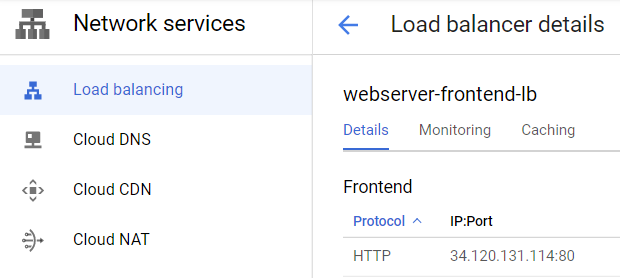 Network services
Load balancing
Cloud DNS
Cloud CDN
Cloud NAT
Load balancer details
webserver-frontend-lb
Details Monitoring Caching
Frontend
Protocol IP:Port
HTTP 34.120.131.114:80